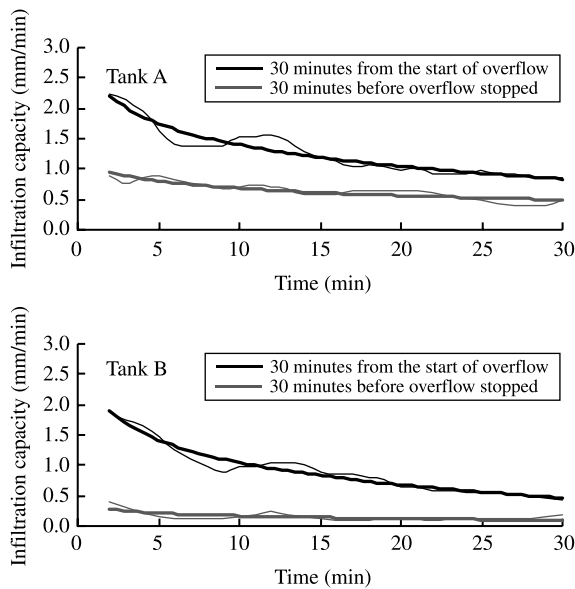 Infiltration capacity (mm/min)
3.0
2.5
2.0
1.5
1.0
0.5
0.0
Tank A
30 minutes from the start of overflow
30 minutes before overflow stopped
0 5 10 15 20 25 30
Time (min)
Infiltration capacity (mm/min)
3.0
2.5
2.0
1.5
1.0
0.5
0.0
Tank B
30 minutes from the start of overflow
30 minutes before overflow stopped
0 5 10 15 20 25 30
Time (min)